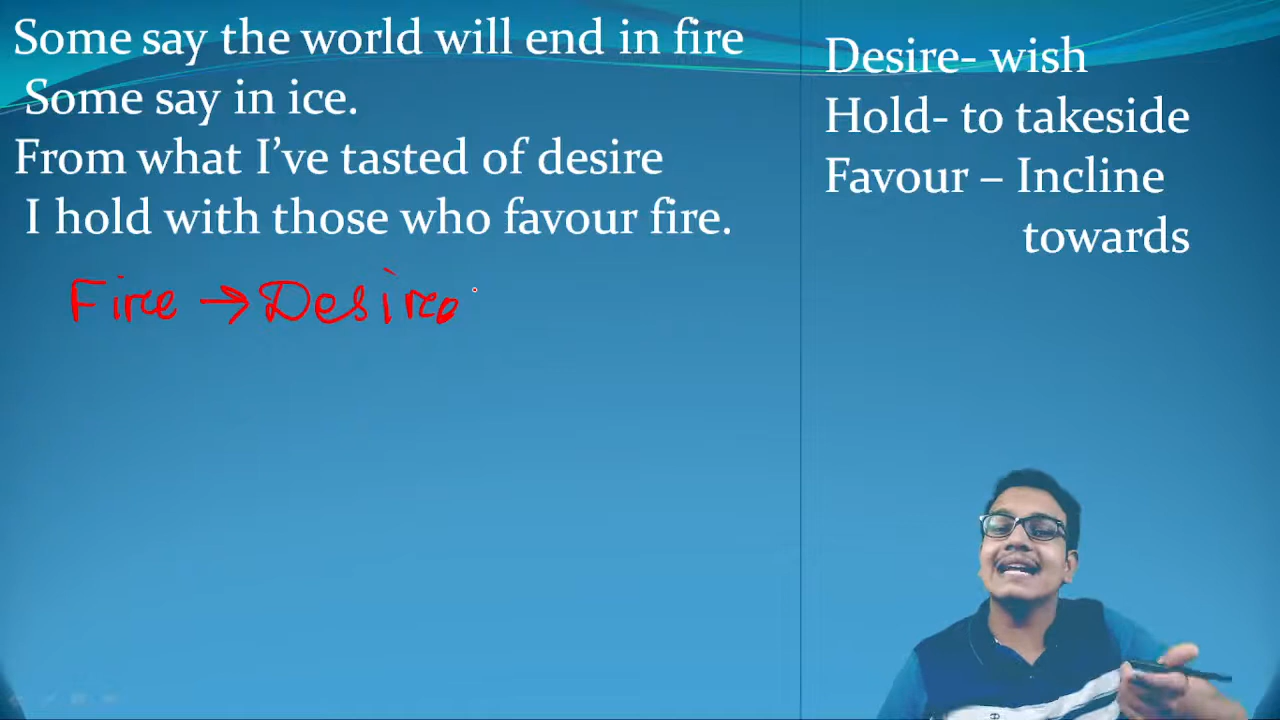 Some say the world will end in fire
Some say in ice.
From what I've tasted of desire
I hold with those who favour fire.
Fire → Desire
Desire- wish
Hold- to takeside
Favour – Incline
towards